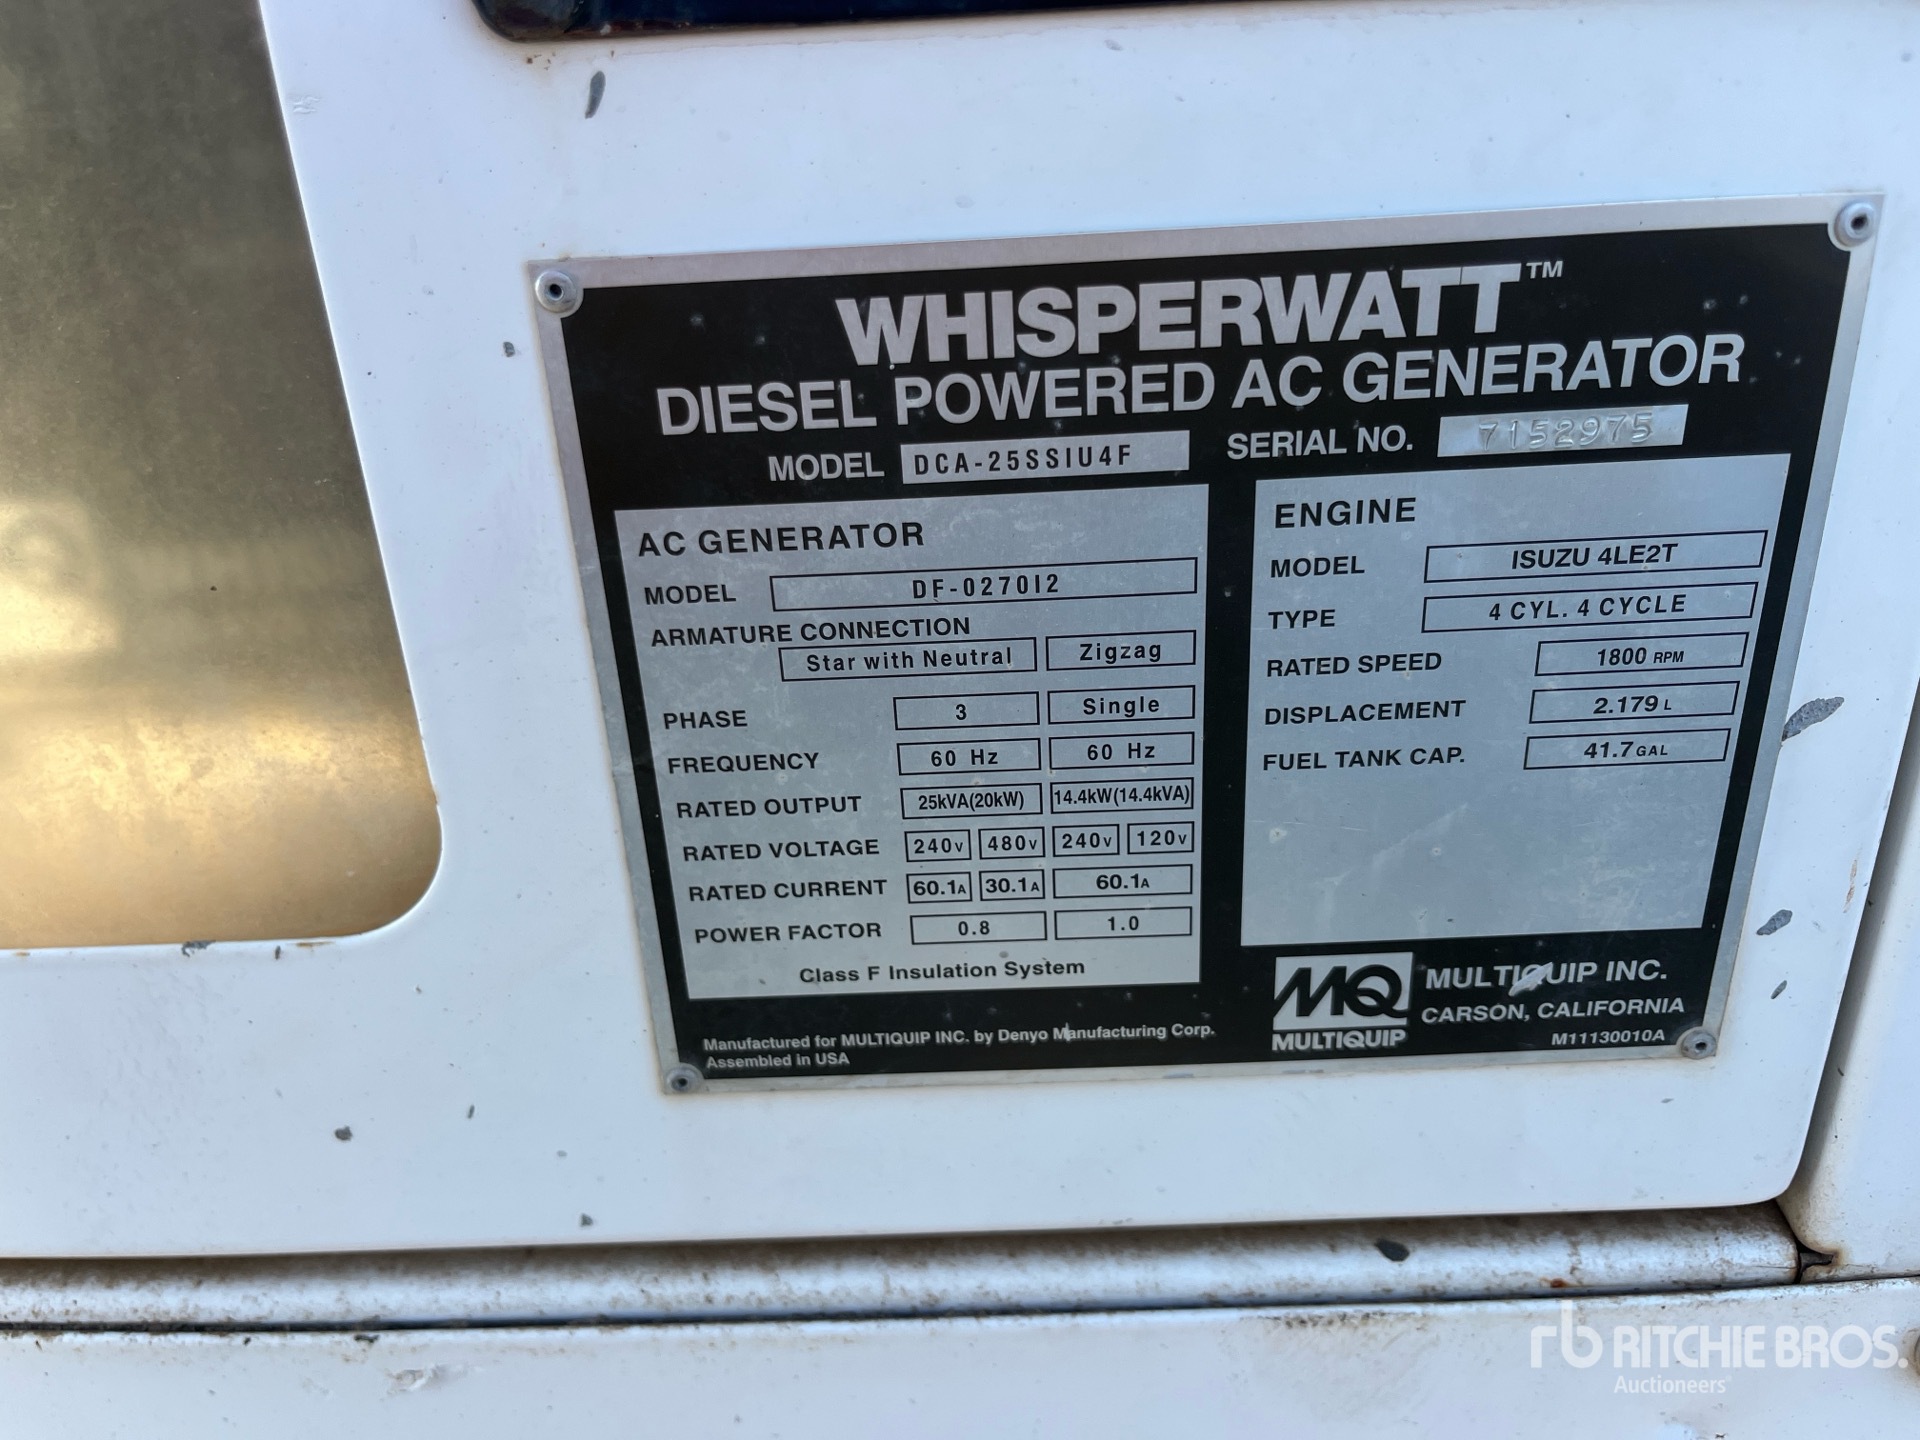 WHISPERWATT™
DIESEL POWERED AC GENERATOR
MODEL DCA-25SSIU4F SERIAL NO. 7152975
AC GENERATOR
MODEL DF-0270I2
ARMATURE CONNECTION
Star with Neutral Zigzag
PHASE 3 Single
FREQUENCY 60 Hz 60 Hz
RATED OUTPUT 25kVA(20kW) 14.4kW(14.4kVA)
RATED VOLTAGE 240V 480V 240V 120V
RATED CURRENT 60.1A 30.1A 60.1A
POWER FACTOR 0.8 1.0
Class F Insulation System
ENGINE
MODEL ISUZU 4LE2T
TYPE 4 CYL. 4 CYCLE
RATED SPEED 1800 RPM
DISPLACEMENT 2.179 L
FUEL TANK CAP. 41.7 GAL
Manufactured for MULTIQUIP INC. by Denyo Manufacturing Corp.
Assembled in USA
MQ
MULTIQUIP
MULTIQUIP INC.
CARSON, CALIFORNIA
M11130010A
rb RITCHIE BROS.
Auctioneers